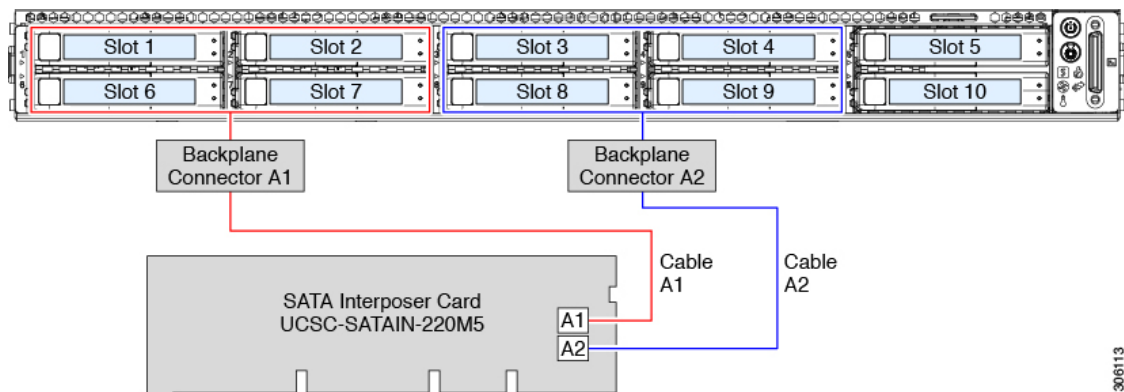 Slot 1
Slot 2
Slot 3
Slot 4
Slot 5
Slot 6
Slot 7
Slot 8
Slot 9
Slot 10
Backplane
Connector A1
Backplane
Connector A2
Cable
A1
Cable
A2
SATA Interposer Card
UCSC-SATAIN-220M5
A1
A2
306113